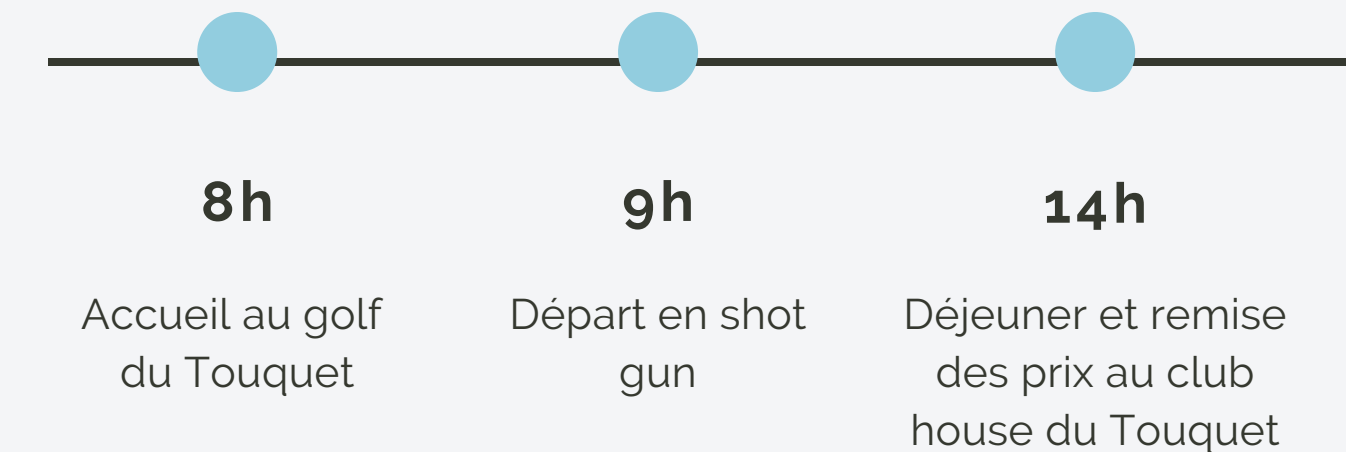 8h
Accueil au golf
du Touquet
9h
Départ en shot
gun
14h
Déjeuner et remise
des prix au club
house du Touquet